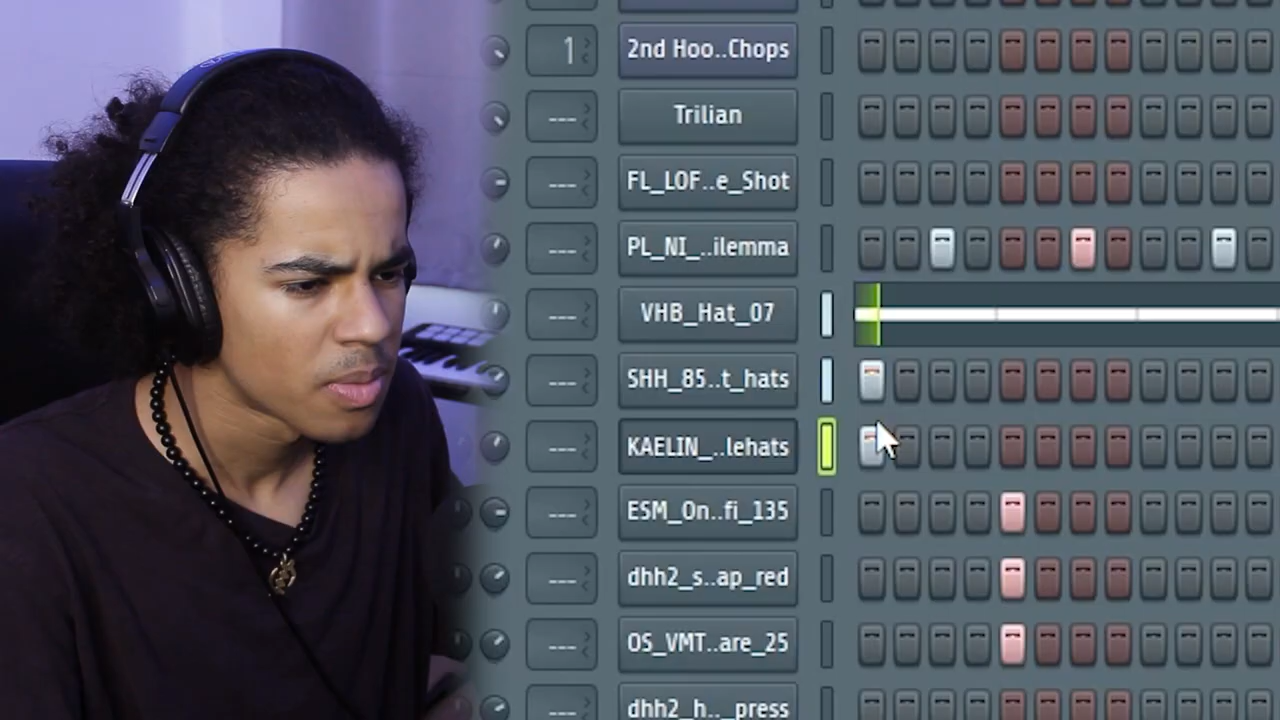 1
2nd Hoo..Chops
---
Trilian
---
FL_LOF..e_Shot
---
PL_NI_..ilemma
---
VHB_Hat_07
---
SHH_85..t_hats
---
KAELIN_..lehats
---
ESM_On..fi_135
---
dhh2_s..ap_red
---
OS_VMT..are_25
---
dhh2_h.._press